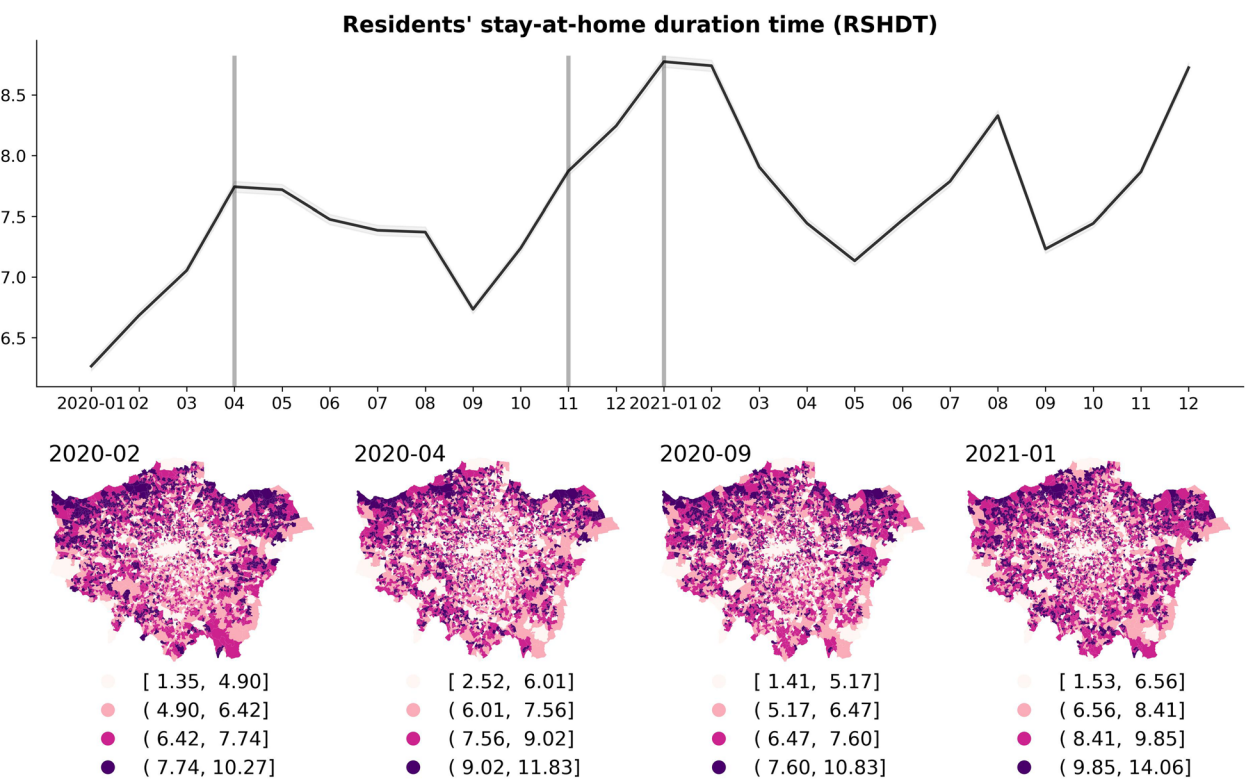 Residents' stay-at-home duration time (RSHDT)
8.5
8.0
7.5
7.0
6.5
2020-01 02 03 04 05 06 07 08 09 10 11 12 2021-01 02 03 04 05 06 07 08 09 10 11 12
2020-02 2020-04 2020-09 2021-01
[ 1.35, 4.90] [ 2.52, 6.01] [ 1.41, 5.17] [ 1.53, 6.56]
( 4.90, 6.42] ( 6.01, 7.56] ( 5.17, 6.47] ( 6.56, 8.41]
( 6.42, 7.74] ( 7.56, 9.02] ( 6.47, 7.60] ( 8.41, 9.85]
( 7.74, 10.27] ( 9.02, 11.83] ( 7.60, 10.83] ( 9.85, 14.06]